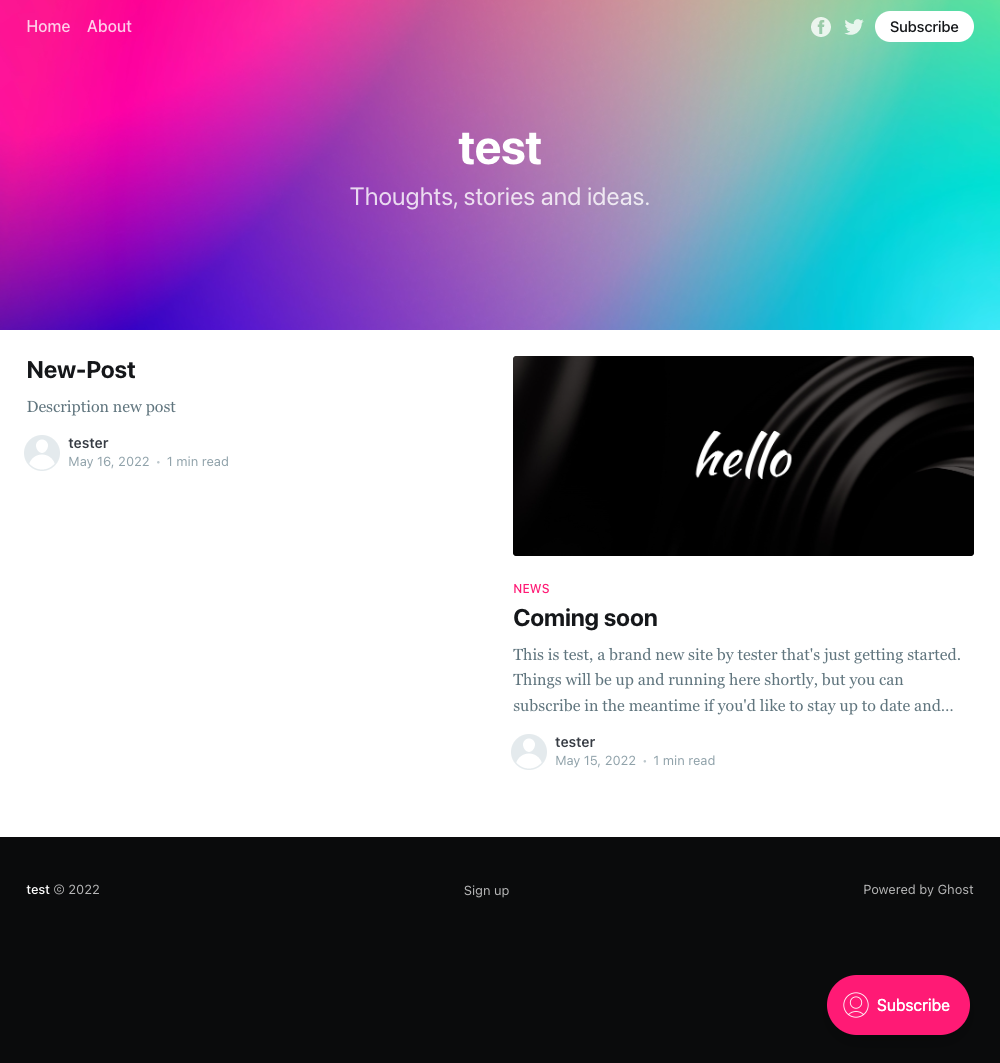 Home About Subscribe
test
Thoughts, stories and ideas.
New-Post
Description new post
tester
May 16, 2022 • 1 min read
hello
NEWS
Coming soon
This is test, a brand new site by tester that's just getting started.
Things will be up and running here shortly, but you can
subscribe in the meantime if you'd like to stay up to date and…
tester
May 15, 2022 • 1 min read
test © 2022 Sign up Powered by Ghost
Subscribe